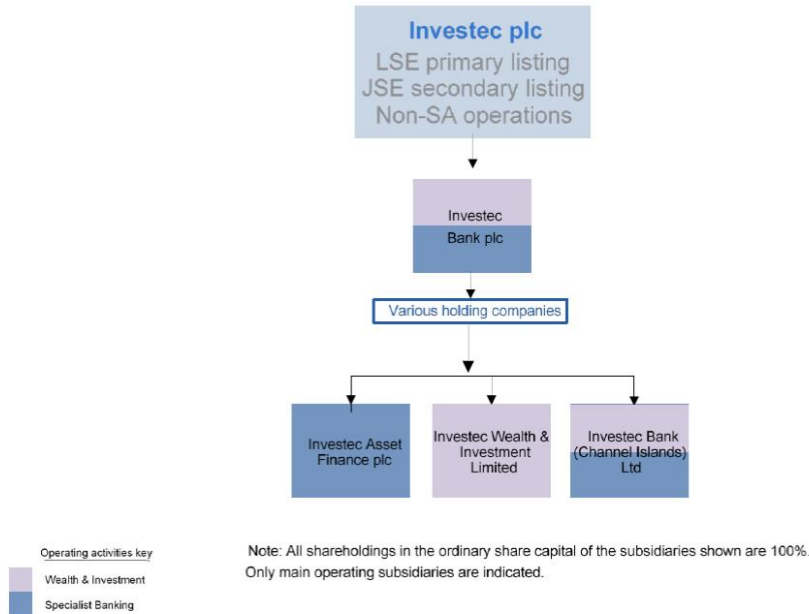 Investec plc
LSE primary listing
JSE secondary listing
Non-SA operations
Investec
Bank plc
Various holding companies
Investec Asset
Finance plc
Investec Wealth &
Investment
Limited
Investec Bank
(Channel Islands)
Ltd
Operating activities key
Wealth & Investment
Specialist Banking
Note: All shareholdings in the ordinary share capital of the subsidiaries shown are 100%.
Only main operating subsidiaries are indicated.